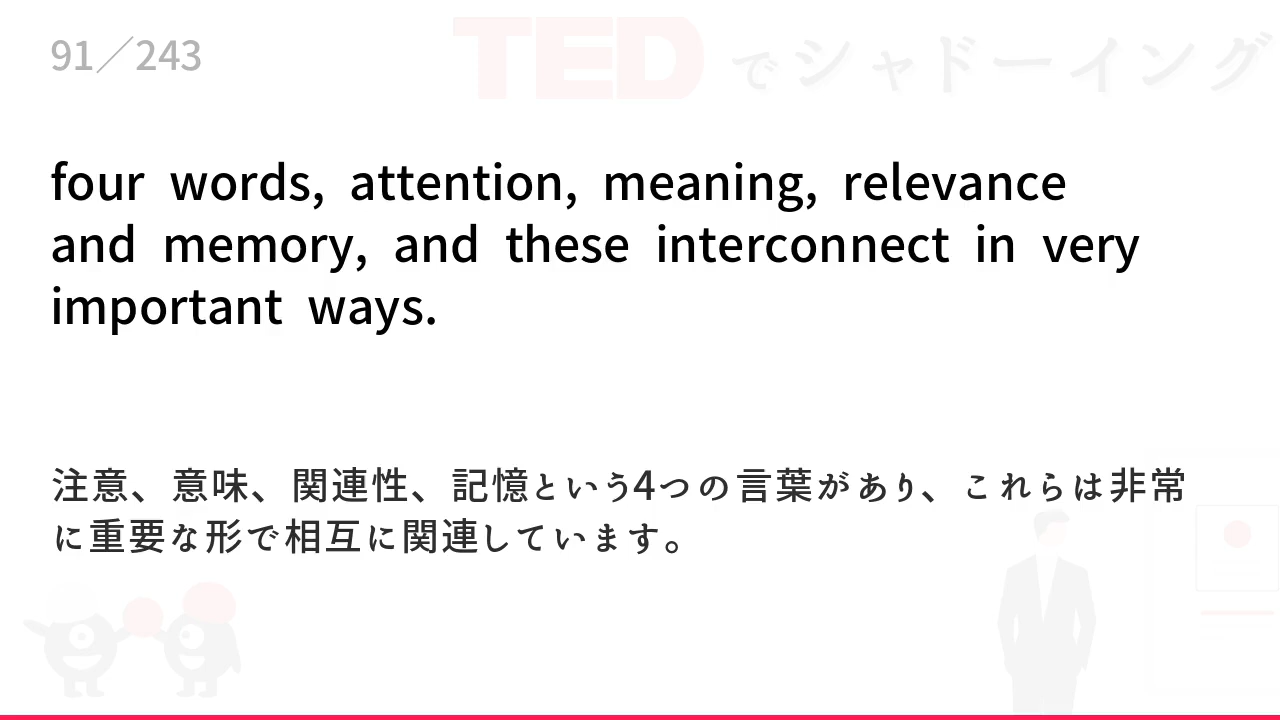 91／243
TEDでシャドーイング
four words, attention, meaning, relevance
and memory, and these interconnect in very
important ways.
注意、意味、関連性、記憶という4つの言葉があり、これらは非常
に重要な形で相互に関連しています。